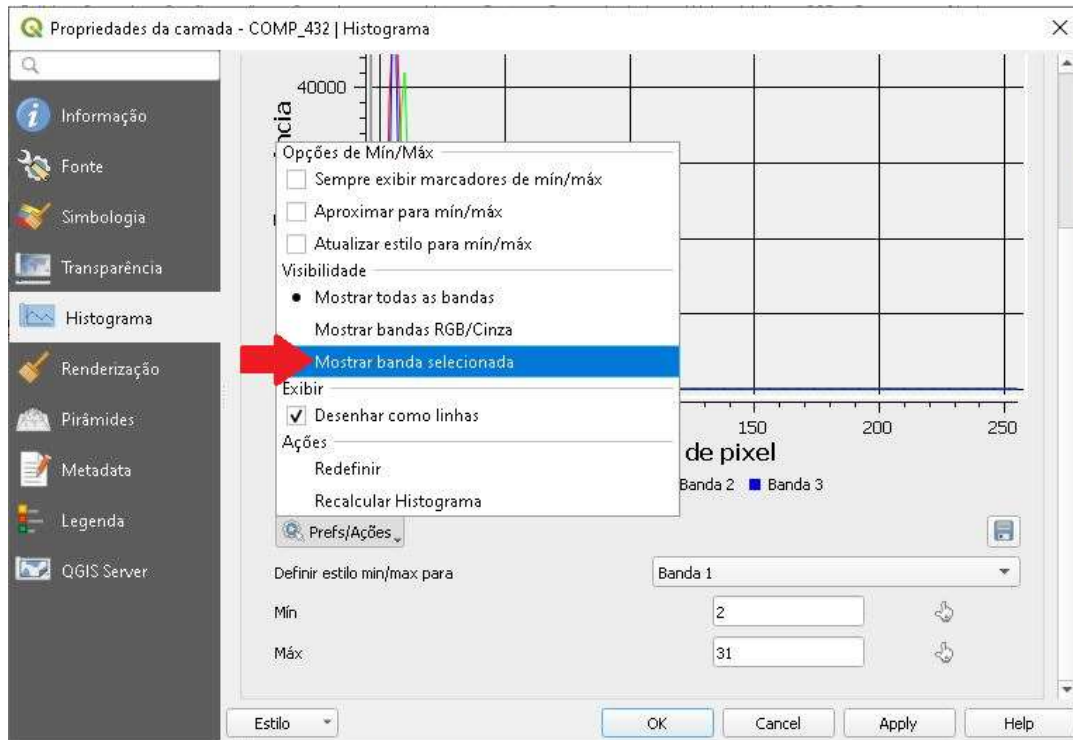 Propriedades da camada - COMP_432 | Histograma
Informação
Fonte
Simbologia
Transparência
Histograma
Renderização
Pirâmides
Metadata
Legenda
QGIS Server
40000
Opções de Mín/Máx
Sempre exibir marcadores de mín/máx
Aproximar para mín/máx
Atualizar estilo para mín/máx
Visibilidade
Mostrar todas as bandas
Mostrar bandas RGB/Cinza
Mostrar banda selecionada
Exibir
Desenhar como linhas
Ações
Redefinir
Recalcular Histograma
150 200 250
de pixel
Banda 2 Banda 3
Prefs/Ações
Definir estilo min/max para Banda 1
Mín 2
Máx 31
Estilo OK Cancel Apply Help